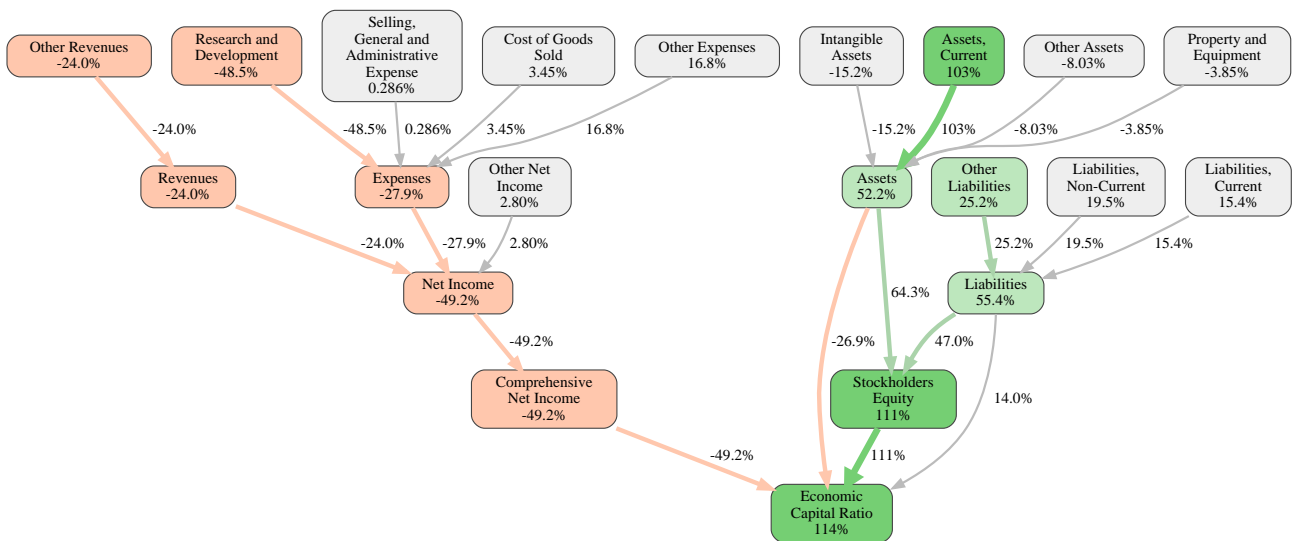 Other Revenues
-24.0%
Research and
Development
-48.5%
Selling,
General and
Administrative
Expense
0.286%
Cost of Goods
Sold
3.45%
Other Expenses
16.8%
Intangible
Assets
-15.2%
Assets,
Current
103%
Other Assets
-8.03%
Property and
Equipment
-3.85%
-24.0%
-48.5%
0.286%
3.45%
16.8%
-15.2%
103%
-8.03%
-3.85%
Revenues
-24.0%
Expenses
-27.9%
Other Net
Income
2.80%
Assets
52.2%
Other
Liabilities
25.2%
Liabilities,
Non-Current
19.5%
Liabilities,
Current
15.4%
-24.0%
-27.9%
2.80%
25.2%
19.5%
15.4%
Net Income
-49.2%
Liabilities
55.4%
64.3%
-49.2%
-26.9%
47.0%
Comprehensive
Net Income
-49.2%
Stockholders
Equity
111%
14.0%
-49.2%
111%
Economic
Capital Ratio
114%